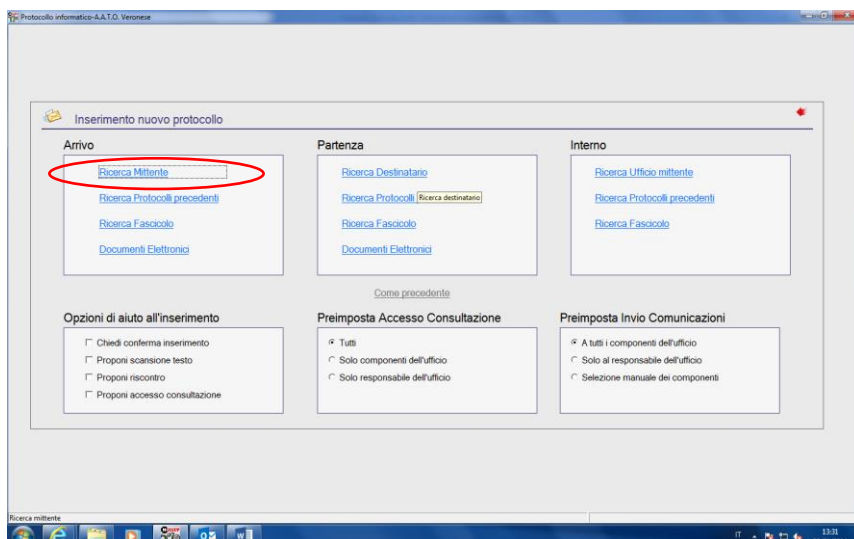 Protocollo informatico-A.A.T.O. Veronese
Inserimento nuovo protocollo
Arrivo
Ricerca Mittente
Ricerca Protocolli precedenti
Ricerca Fascicolo
Documenti Elettronici
Partenza
Ricerca Destinatario
Ricerca Protocolli
Ricerca destinatario
Ricerca Fascicolo
Documenti Elettronici
Interno
Ricerca Ufficio mittente
Ricerca Protocolli precedenti
Ricerca Fascicolo
Come precedente
Opzioni di aiuto all'inserimento
Chiedi conferma inserimento
Proponi scansione testo
Proponi riscontro
Proponi accesso consultazione
Preimposta Accesso Consultazione
Tutti
Solo componenti dell'ufficio
Solo responsabile dell'ufficio
Preimposta Invio Comunicazioni
A tutti i componenti dell'ufficio
Solo al responsabile dell'ufficio
Selezione manuale dei componenti
Ricerca mittente
IT
13:31